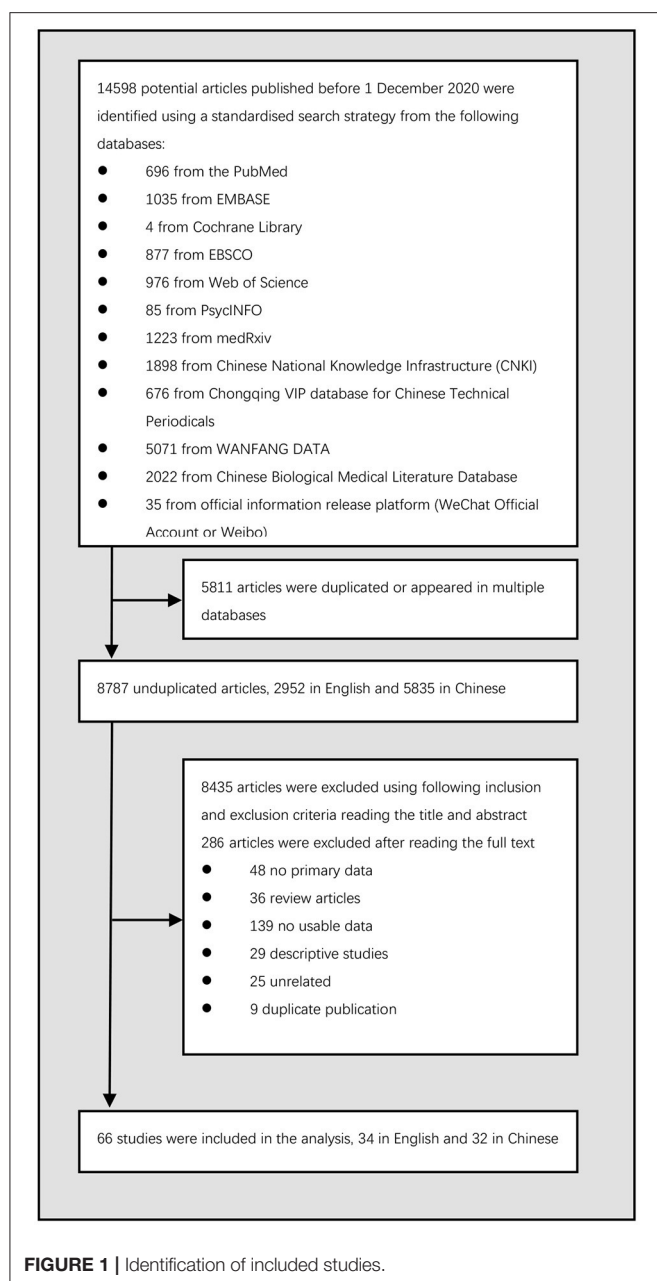 14598 potential articles published before 1 December 2020 were
identified using a standardised search strategy from the following
databases:
● 696 from the PubMed
● 1035 from EMBASE
● 4 from Cochrane Library
● 877 from EBSCO
● 976 from Web of Science
● 85 from PsycINFO
● 1223 from medRxiv
● 1898 from Chinese National Knowledge Infrastructure (CNKI)
● 676 from Chongqing VIP database for Chinese Technical
Periodicals
● 5071 from WANFANG DATA
● 2022 from Chinese Biological Medical Literature Database
● 35 from official information release platform (WeChat Official
Account or Weibo)
5811 articles were duplicated or appeared in multiple
databases
8787 unduplicated articles, 2952 in English and 5835 in Chinese
8435 articles were excluded using following inclusion
and exclusion criteria reading the title and abstract
286 articles were excluded after reading the full text
● 48 no primary data
● 36 review articles
● 139 no usable data
● 29 descriptive studies
● 25 unrelated
● 9 duplicate publication
66 studies were included in the analysis, 34 in English and 32 in Chinese
FIGURE 1 | Identification of included studies.